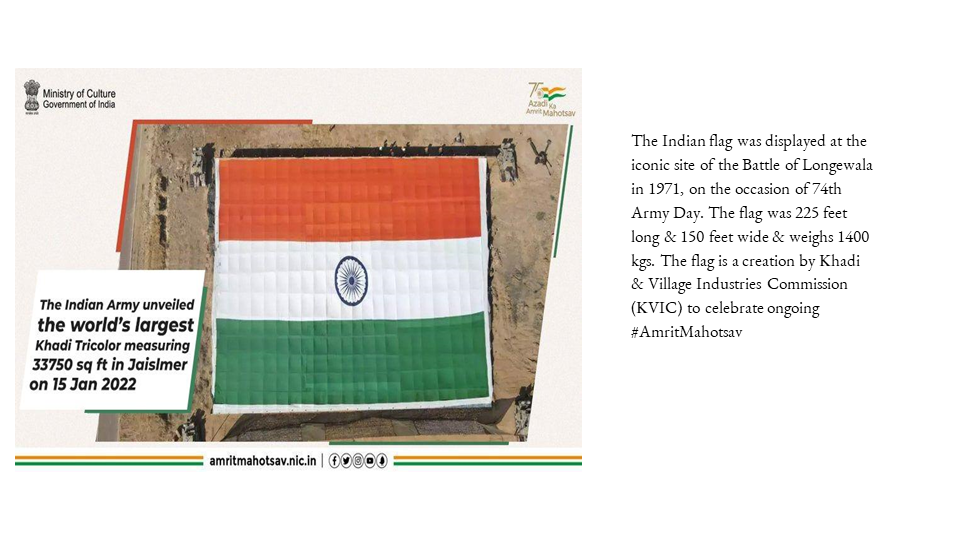 Ministry of Culture
Government of India
75
Azadi
Ka
Amrit Mahotsav
The Indian Army unveiled
the world's largest
Khadi Tricolor measuring
33750 sq ft in Jaislmer
on 15 Jan 2022
amritmahotsav.nic.in
The Indian flag was displayed at the
iconic site of the Battle of Longewala
in 1971, on the occasion of 74th
Army Day. The flag was 225 feet
long & 150 feet wide & weighs 1400
kgs. The flag is a creation by Khadi
& Village Industries Commission
(KVIC) to celebrate ongoing
#AmritMahotsav